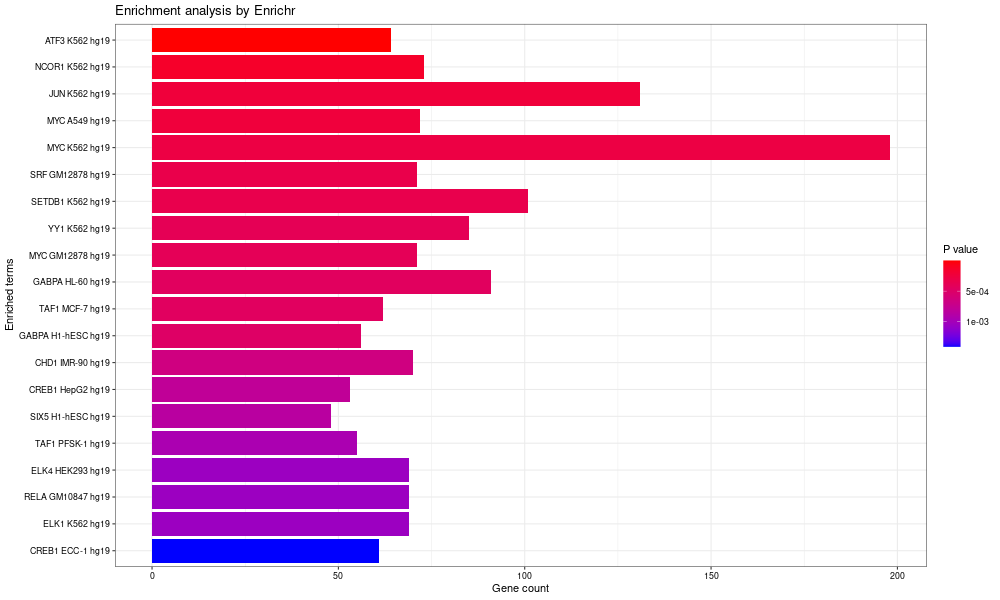 Enrichment analysis by Enrichr
ATF3 K562 hg19
NCOR1 K562 hg19
JUN K562 hg19
MYC A549 hg19
MYC K562 hg19
SRF GM12878 hg19
SETDB1 K562 hg19
YY1 K562 hg19
MYC GM12878 hg19
GABPA HL-60 hg19
TAF1 MCF-7 hg19
GABPA H1-hESC hg19
CHD1 IMR-90 hg19
CREB1 HepG2 hg19
SIX5 H1-hESC hg19
TAF1 PFSK-1 hg19
ELK4 HEK293 hg19
RELA GM10847 hg19
ELK1 K562 hg19
CREB1 ECC-1 hg19
Enriched terms
0 50 100 150 200
Gene count
P value
5e-04
1e-03